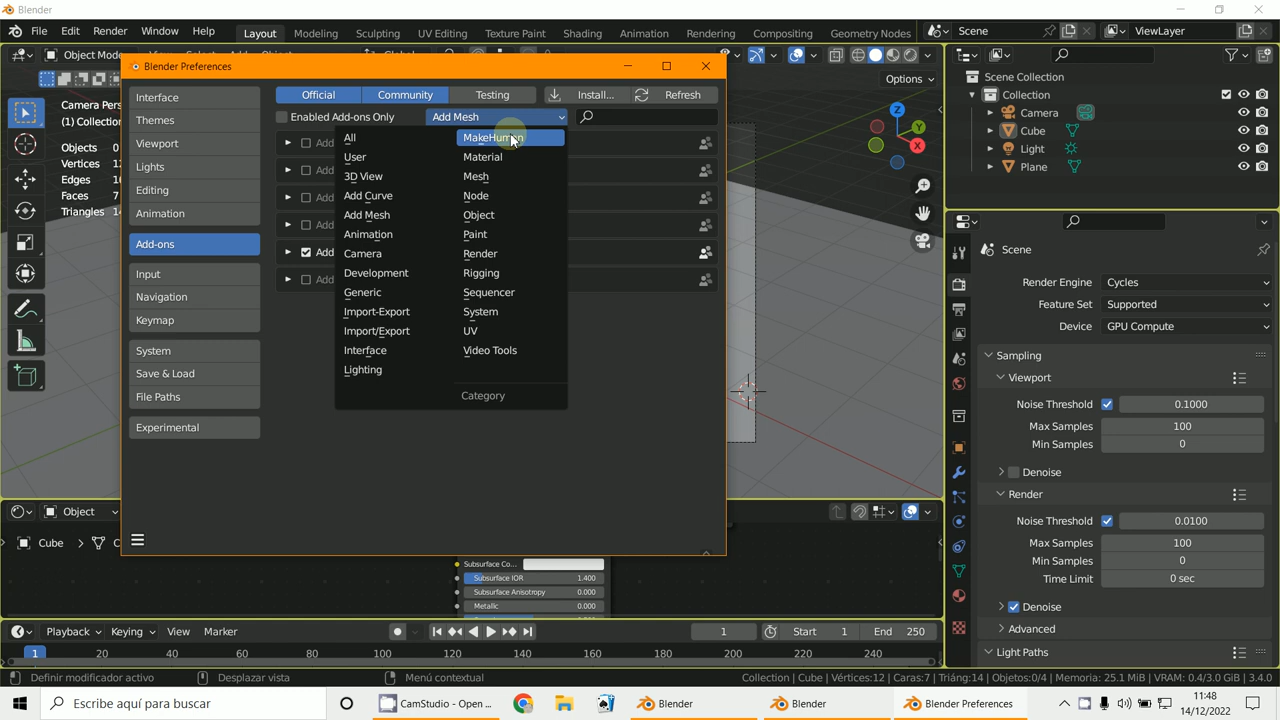 Blender
File Edit Render Window Help Layout Modeling Sculpting UV Editing Texture Paint Shading Animation Rendering Compositing Geometry Nodes Scene ViewLayer
Object Mode
Options
Camera Pers
(1) Collectio
Objects 0
Vertices
Edges
Faces 7
Triangles
Blender Preferences
Interface
Themes
Viewport
Lights
Editing
Animation
Add-ons
Input
Navigation
Keymap
System
Save & Load
File Paths
Experimental
Official Community Testing Install... Refresh
Enabled Add-ons Only Add Mesh
All MakeHuman
User Material
3D View Mesh
Add Curve Node
Add Mesh Object
Animation Paint
Camera Render
Development Rigging
Generic Sequencer
Import-Export System
Import/Export UV
Interface Video Tools
Lighting
Category
Scene Collection
Collection
Camera
Cube
Light
Plane
Scene
Render Engine Cycles
Feature Set Supported
Device GPU Compute
Sampling
Viewport
Noise Threshold 0.1000
Max Samples 100
Min Samples 0
Denoise
Render
Noise Threshold 0.0100
Max Samples 100
Min Samples 0
Time Limit 0 sec
Denoise
Advanced
Light Paths
Object
Cube
Subsurface Co...
Subsurface IOR 1.400
Subsurface Anisotropy 0.000
Metallic 0.000
Playback Keying View Marker 1 Start 1 End 250
1 20 40 60 80 100 120 140 160 180 200 220 240
Definir modificador activo Desplazar vista Menú contextual Collection | Cube | Vértices:12 | Caras:7 | Triáng:14 | Objetos:0/4 | Memoria: 25.1 MiB | VRAM: 0.4/3.0 GiB | 3.4.0
Escribe aquí para buscar CamStudio - Open ... Blender Blender Blender Preferences 11:48
14/12/2022